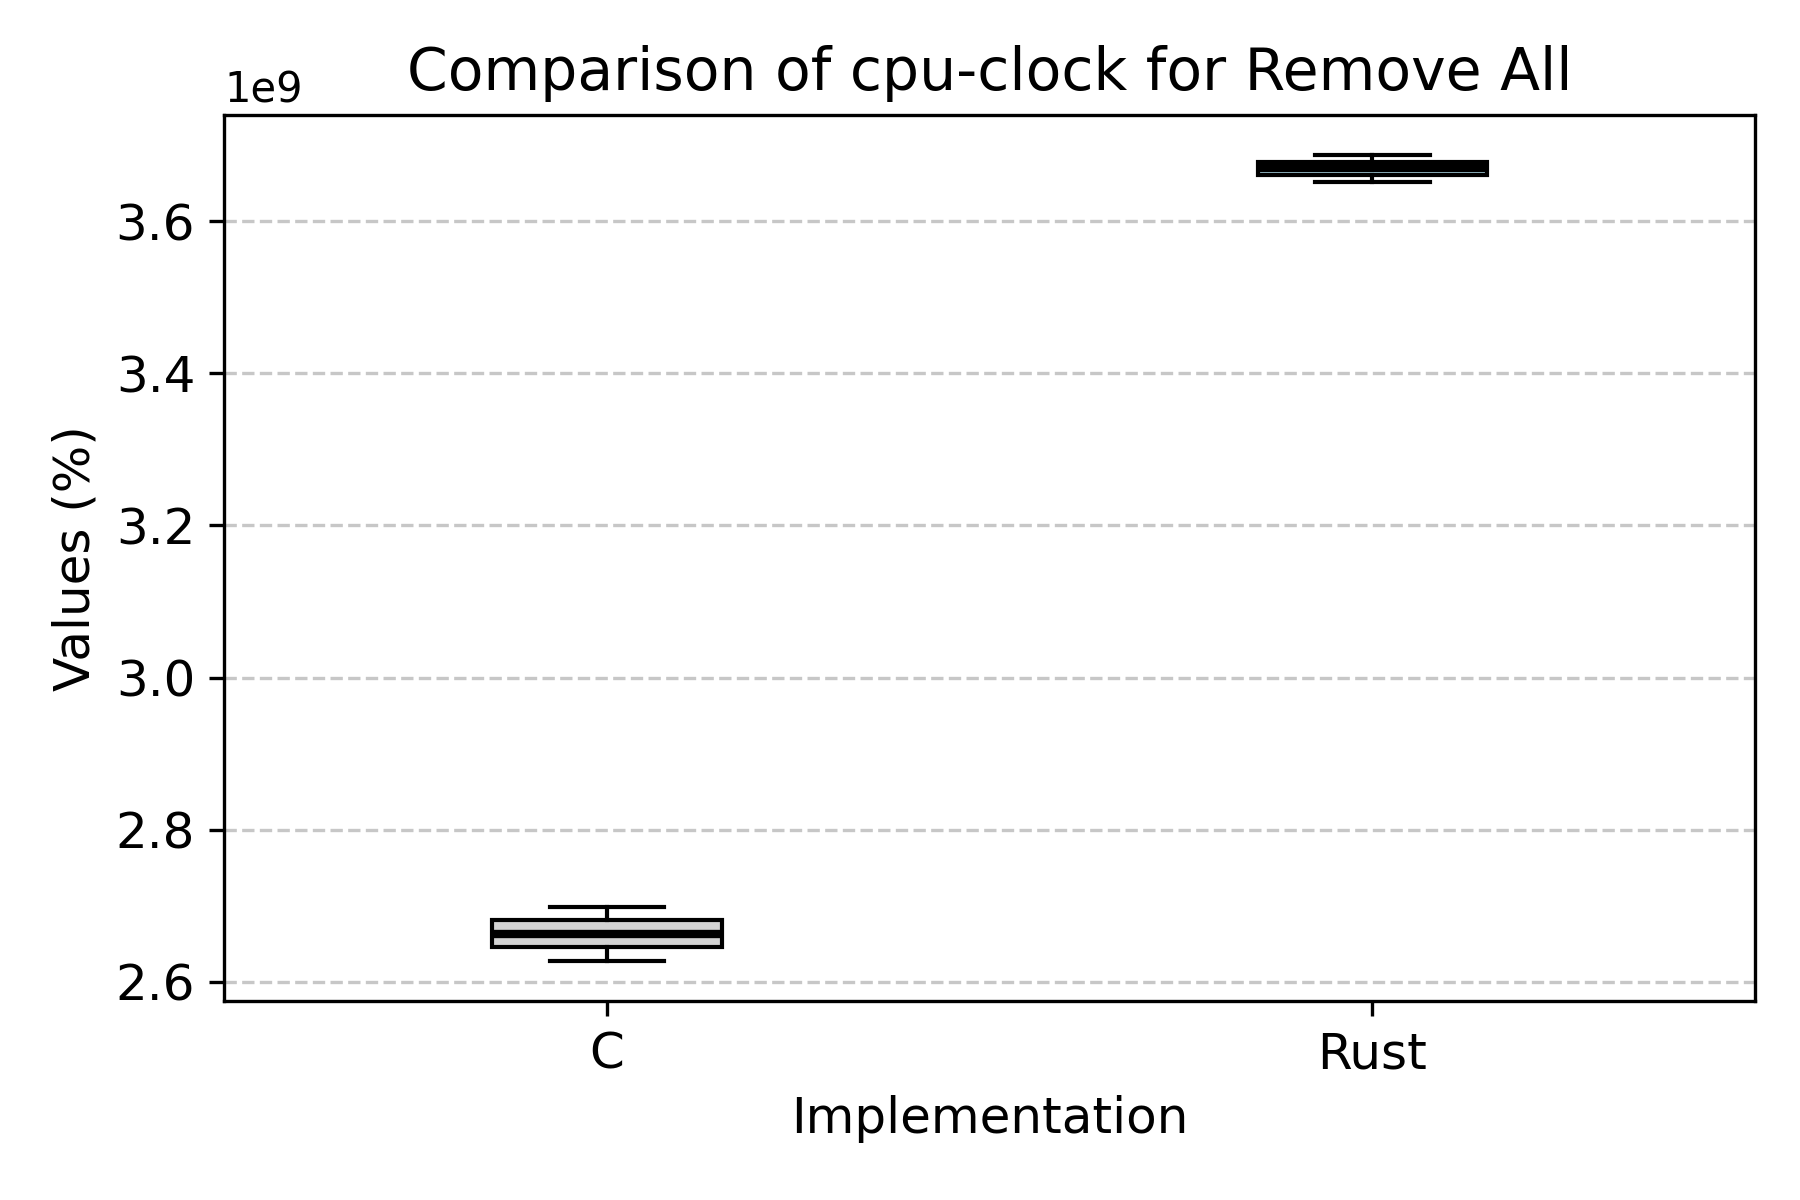 Comparison of cpu-clock for Remove All
1e9
3.6
3.4
3.2
3.0
2.8
2.6
Values (%)
C
Rust
Implementation